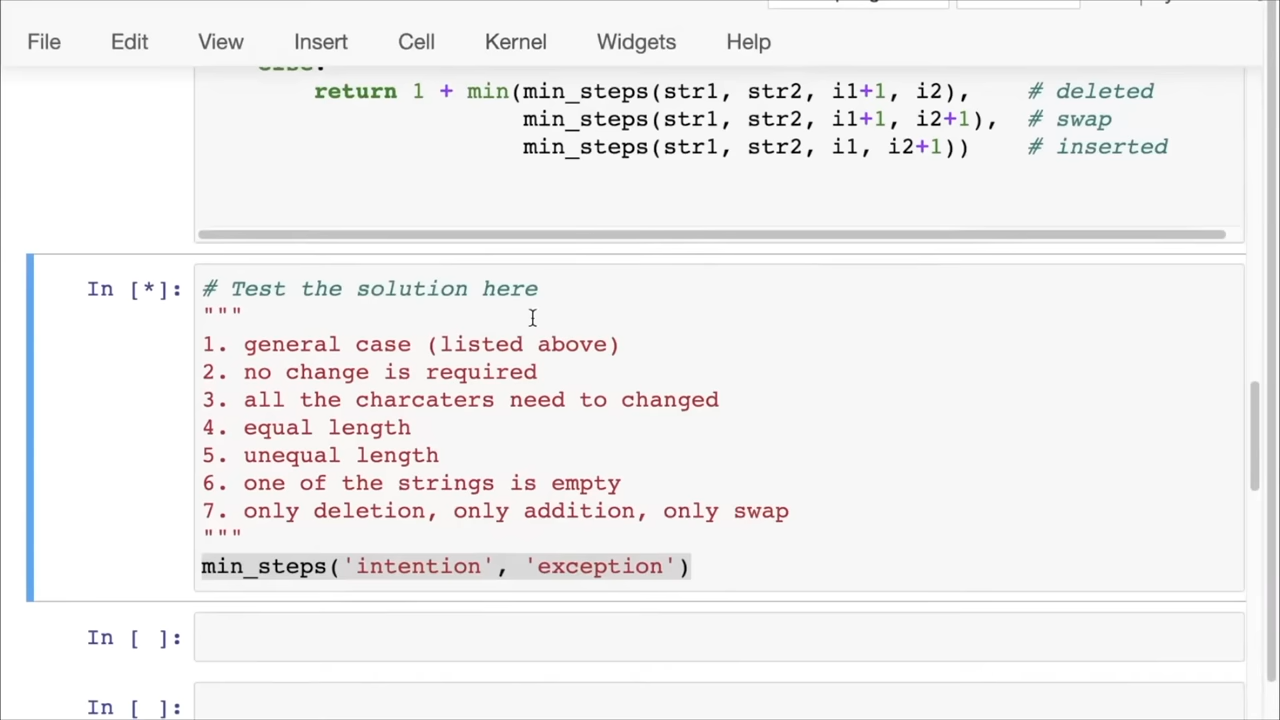 File Edit View Insert Cell Kernel Widgets Help
else:
return 1 + min(min_steps(str1, str2, i1+1, i2), # deleted
min_steps(str1, str2, i1+1, i2+1), # swap
min_steps(str1, str2, i1, i2+1)) # inserted
In [*]: # Test the solution here
"""
1. general case (listed above)
2. no change is required
3. all the charcaters need to changed
4. equal length
5. unequal length
6. one of the strings is empty
7. only deletion, only addition, only swap
"""
min_steps('intention', 'exception')
In [ ]:
In [ ]: